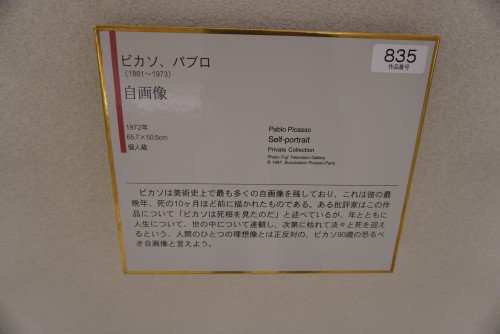 835
作品番号
ピカソ、パブロ
(1881〜1973)
自画像
1972年
65.7×50.5cm
個人蔵
Pablo Picasso
Self-portrait
Private Collection
Photo: Fuji Television Gallery
© 1997, Succession Picasso-Paris
ピカソは美術史上で最も多くの自画像を残しており、これは彼の最
晩年、死の10ヶ月ほど前に描かれたものである。ある批評家はこの作
品について「ピカソは死相を見たのだ」と述べているが、年とともに
人生について、世の中について達観し、次第に枯れて淡々と死を迎え
るという、人間のひとつの理想像とは正反対の、ピカソ90歳の恐るべ
き自画像と言えよう。